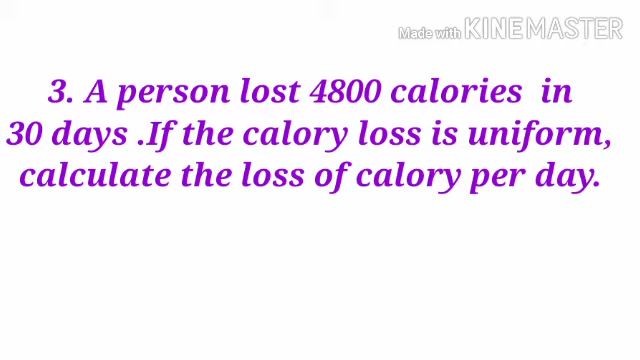 Made with KINEMASTER
3. A person lost 4800 calories in
30 days .If the calory loss is uniform,
calculate the loss of calory per day.